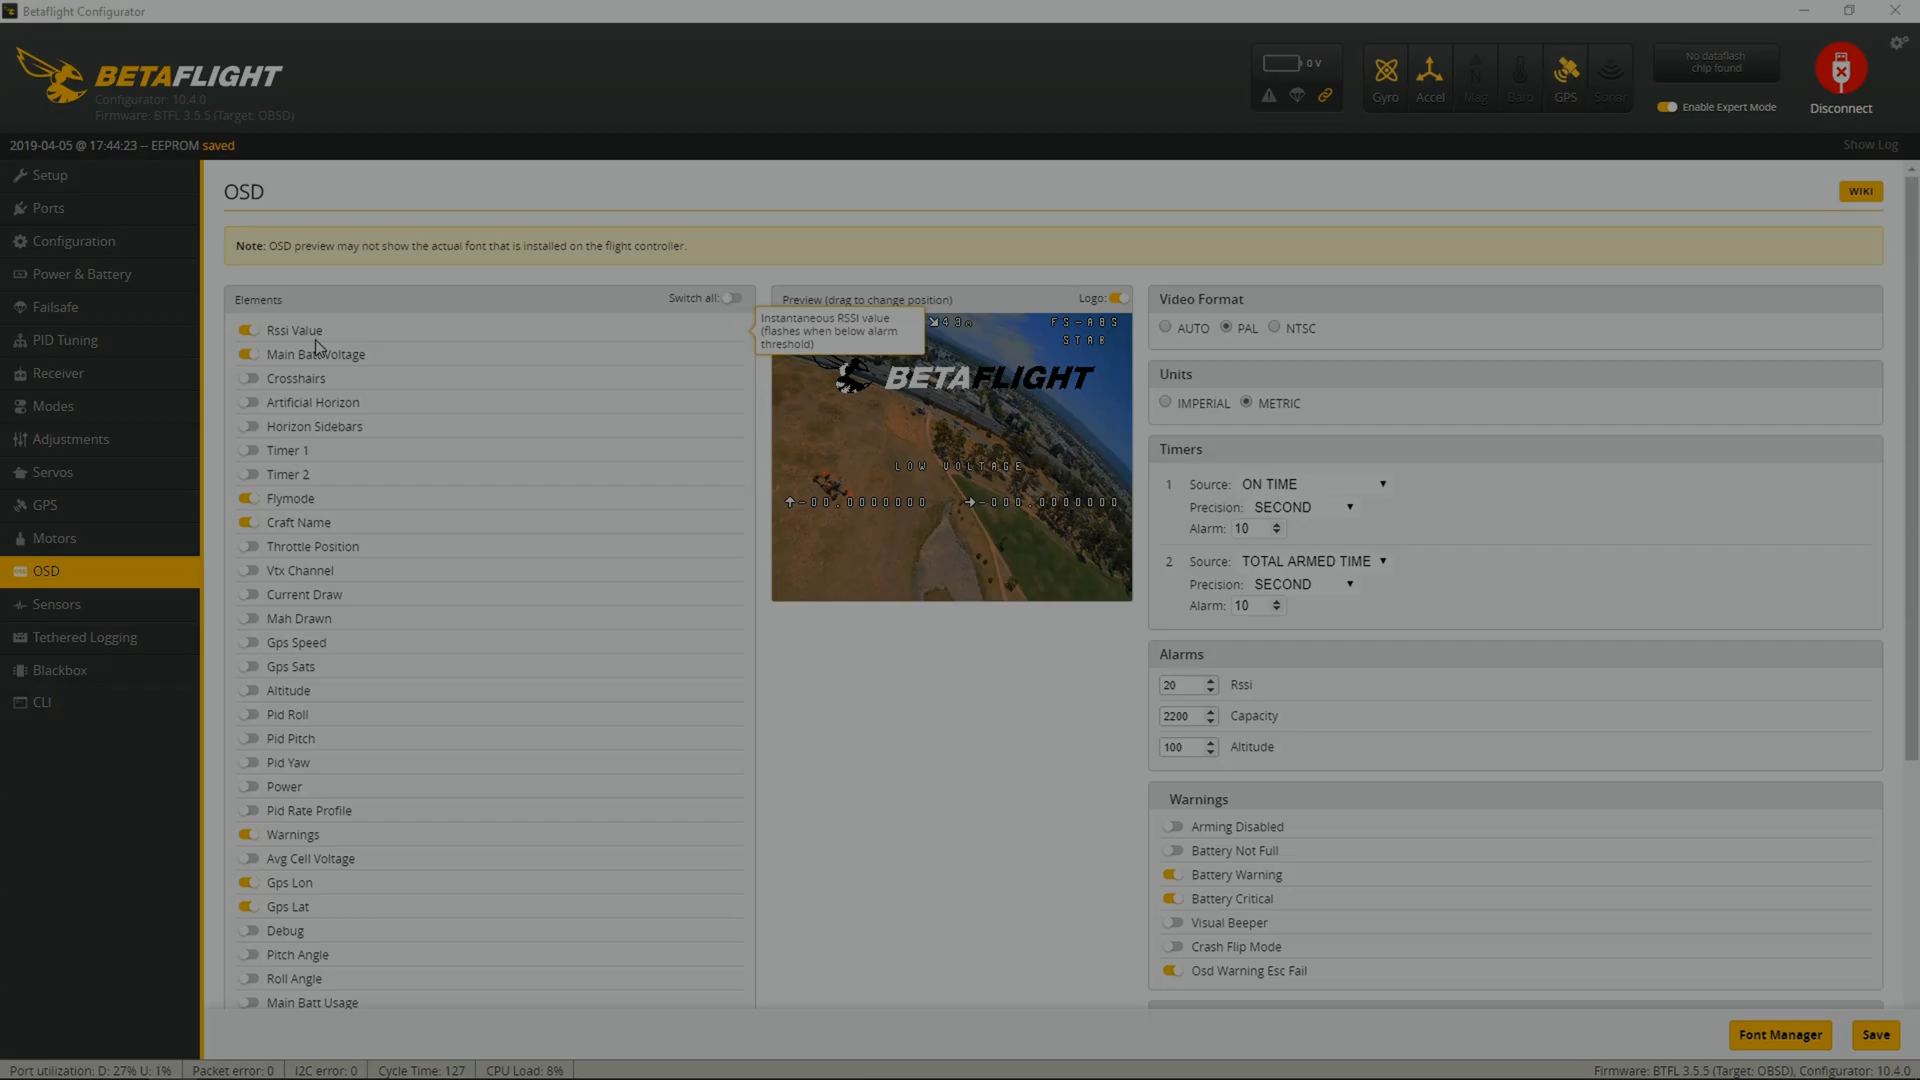 Betaflight Configurator
BETAFLIGHT
Configurator: 10.4.0
Firmware: BTFL 3.5.5 (Target: OBSD)
0 V
Gyro
Accel
Mag
Baro
GPS
Sonar
No dataflash
chip found
Enable Expert Mode
Disconnect
2019-04-05 @ 17:44:23 -- EEPROM saved
Show Log
Setup
Ports
Configuration
Power & Battery
Failsafe
PID Tuning
Receiver
Modes
Adjustments
Servos
GPS
Motors
OSD
Sensors
Tethered Logging
Blackbox
CLI
OSD
WIKI
Note: OSD preview may not show the actual font that is installed on the flight controller.
Elements
Switch all:
Rssi Value
Main Batt Voltage
Crosshairs
Artificial Horizon
Horizon Sidebars
Timer 1
Timer 2
Flymode
Craft Name
Throttle Position
Vtx Channel
Current Draw
Mah Drawn
Gps Speed
Gps Sats
Altitude
Pid Roll
Pid Pitch
Pid Yaw
Power
Pid Rate Profile
Warnings
Avg Cell Voltage
Gps Lon
Gps Lat
Debug
Pitch Angle
Roll Angle
Main Batt Usage
Instantaneous RSSI value
(flashes when below alarm
threshold)
Preview (drag to change position)
Logo:
43m
FS-ABS
STAB
BETAFLIGHT
LOW VOLTAGE
-00.0000000
-000.0000000
Video Format
AUTO PAL NTSC
Units
IMPERIAL METRIC
Timers
1 Source: ON TIME
Precision: SECOND
Alarm: 10
2 Source: TOTAL ARMED TIME
Precision: SECOND
Alarm: 10
Alarms
20 Rssi
2200 Capacity
100 Altitude
Warnings
Arming Disabled
Battery Not Full
Battery Warning
Battery Critical
Visual Beeper
Crash Flip Mode
Osd Warning Esc Fail
Font Manager
Save
Port utilization: D: 27% U: 1%
Packet error: 0
I2C error: 0
Cycle Time: 127
CPU Load: 8%
Firmware: BTFL 3.5.5 (Target: OBSD), Configurator: 10.4.0